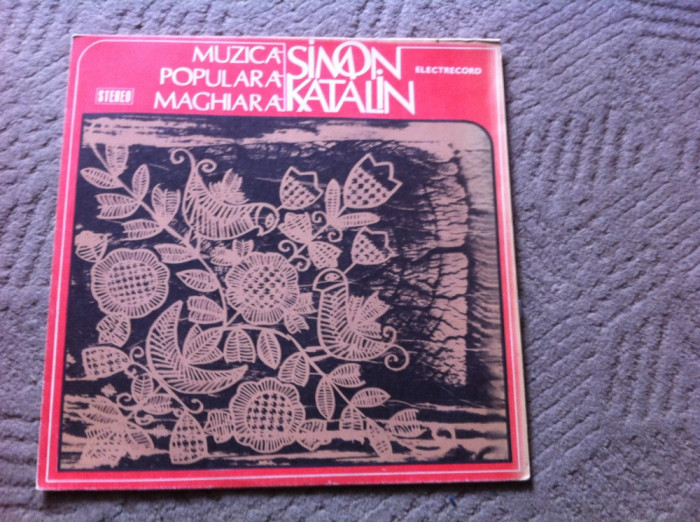 MUZICĂ
POPULARĂ
MAGHIARĂ
SIMON
KATALIN
ELECTRECORD
STEREO